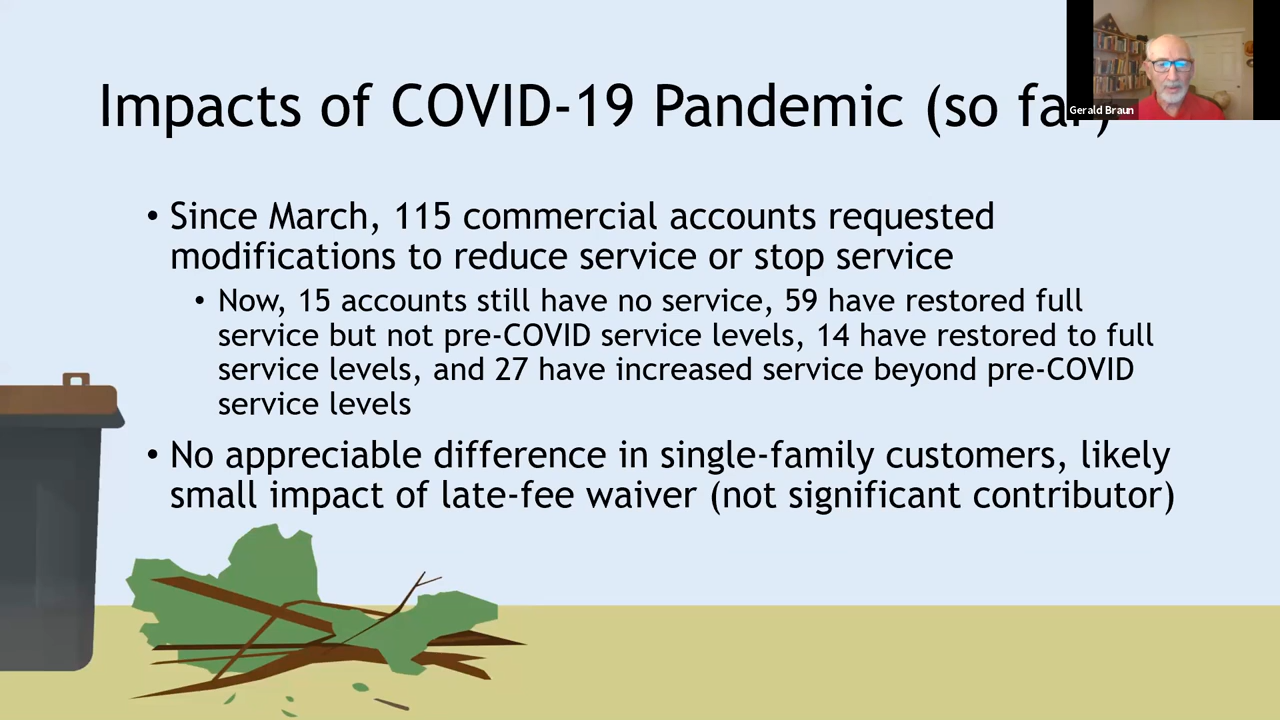 Impacts of COVID-19 Pandemic (so far)
Gerald Braun
• Since March, 115 commercial accounts requested
modifications to reduce service or stop service
• Now, 15 accounts still have no service, 59 have restored full
service but not pre-COVID service levels, 14 have restored to full
service levels, and 27 have increased service beyond pre-COVID
service levels
• No appreciable difference in single-family customers, likely
small impact of late-fee waiver (not significant contributor)